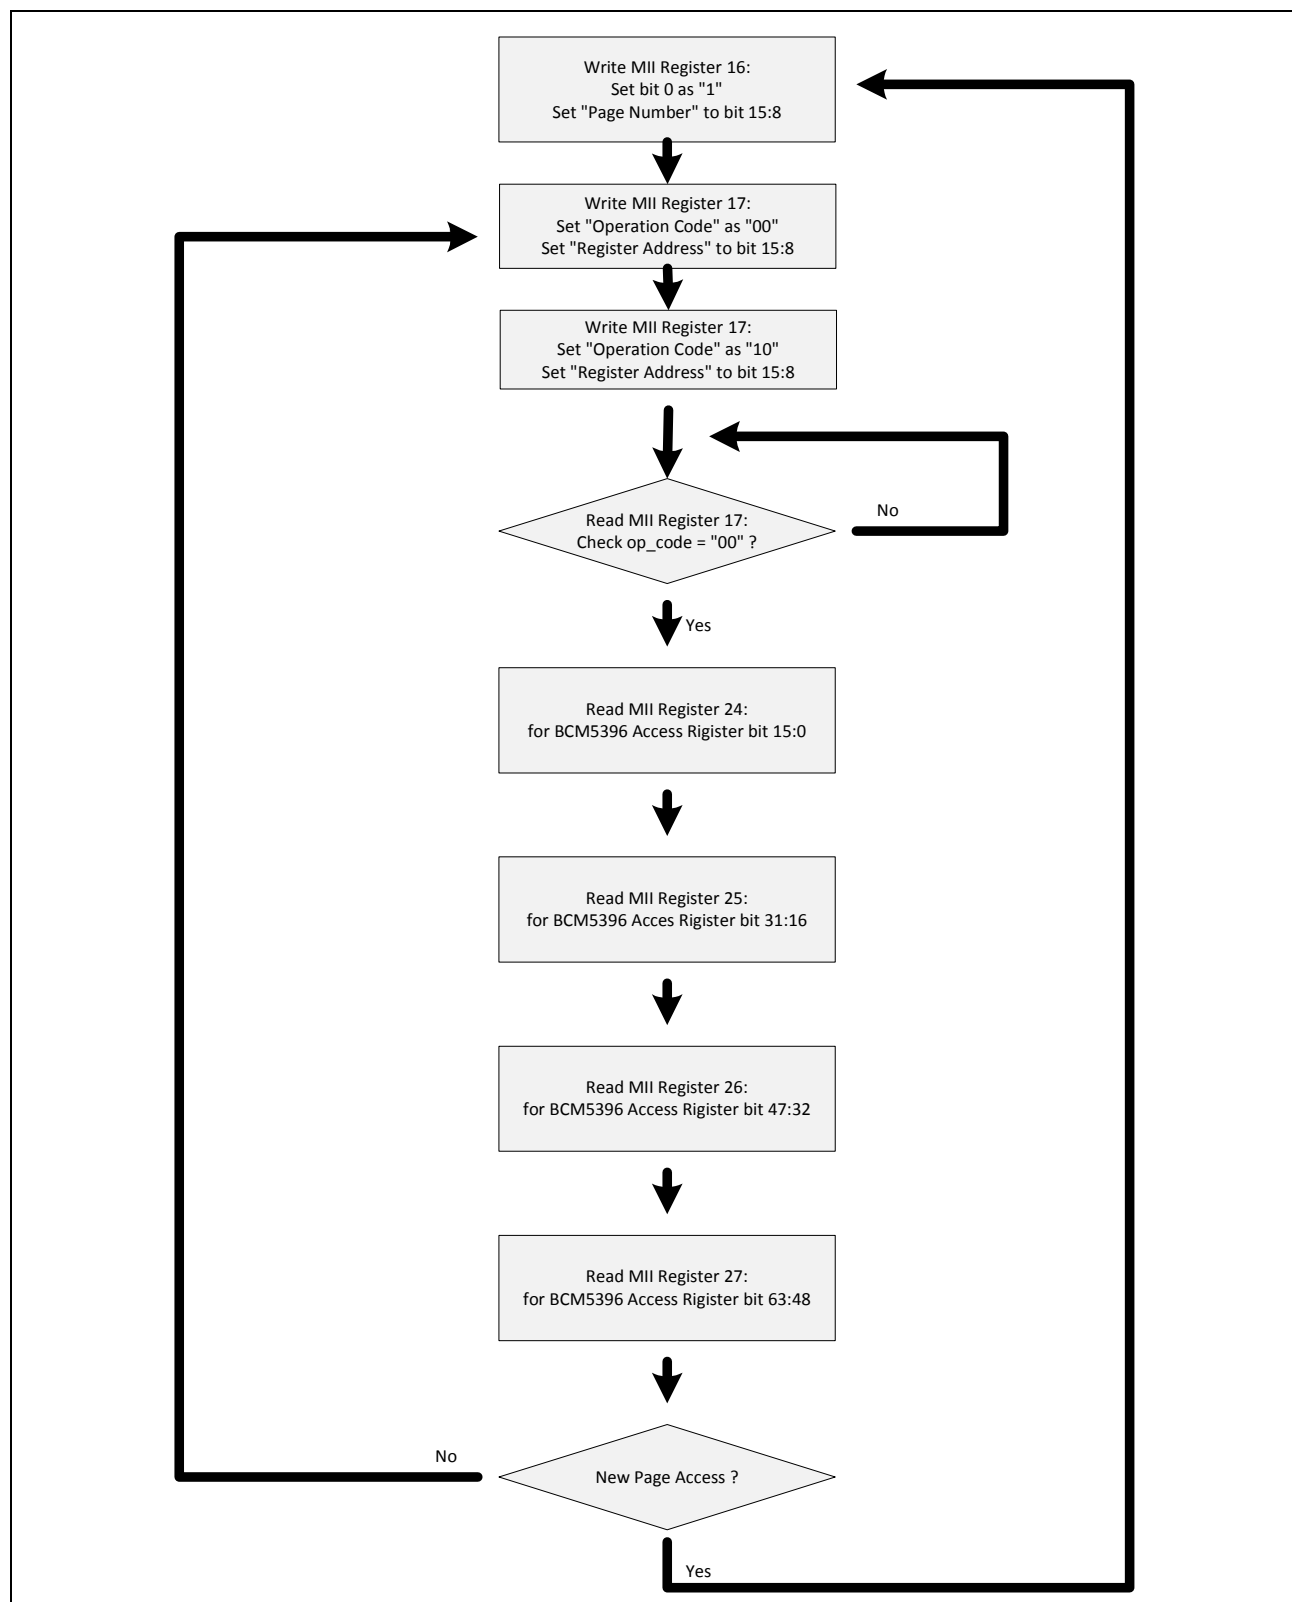 Write MII Register 16:
Set bit 0 as "1"
Set "Page Number" to bit 15:8
Write MII Register 17:
Set "Operation Code" as "00"
Set "Register Address" to bit 15:8
Write MII Register 17:
Set "Operation Code" as "10"
Set "Register Address" to bit 15:8
Read MII Register 17:
Check op_code = "00" ?
No
Yes
Read MII Register 24:
for BCM5396 Access Rigister bit 15:0
Read MII Register 25:
for BCM5396 Acces Rigister bit 31:16
Read MII Register 26:
for BCM5396 Access Rigister bit 47:32
Read MII Register 27:
for BCM5396 Access Rigister bit 63:48
No
New Page Access ?
Yes